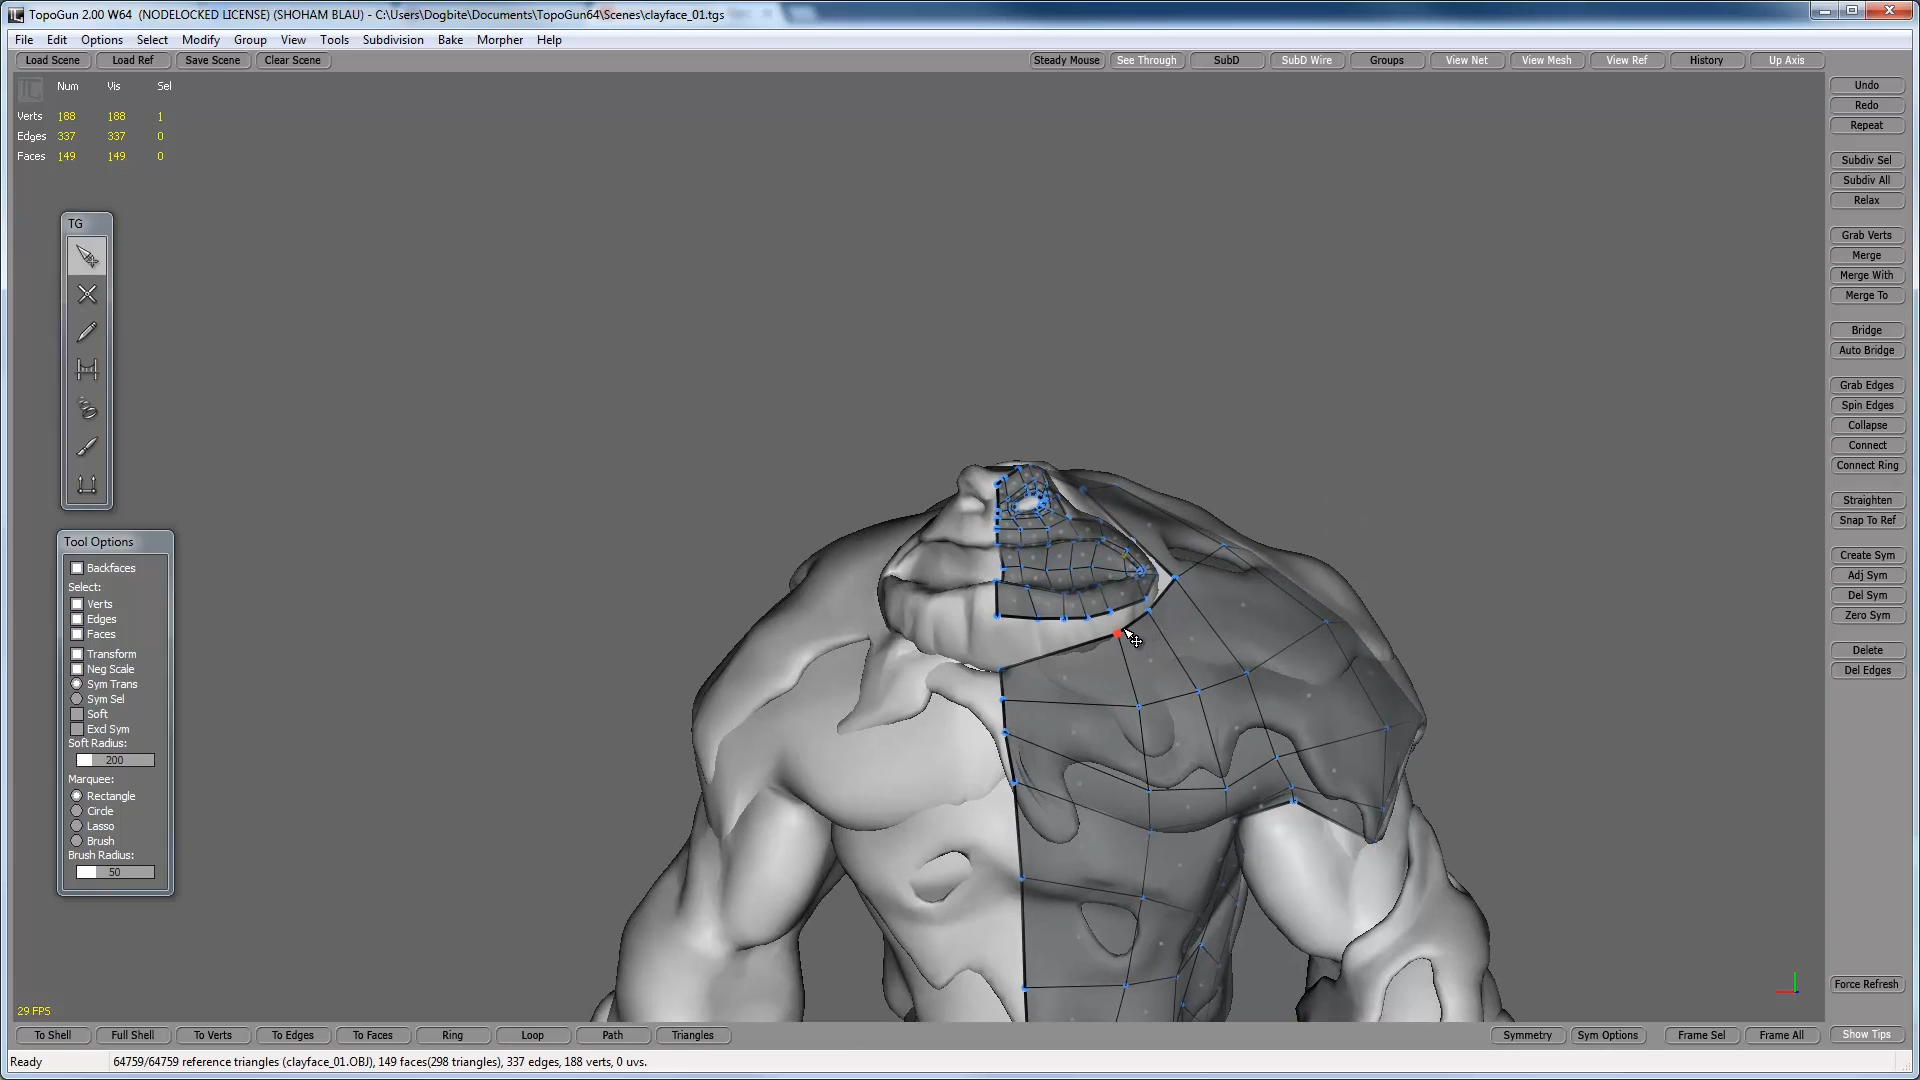 TopoGun 2.00 W64  (NODELOCKED LICENSE) (SHOHAM BLAU) - C:\Users\Dogbite\Documents\TopoGun64\Scenes\clayface_01.tgs
File Edit Options Select Modify Group View Tools Subdivision Bake Morpher Help
Load Scene Load Ref Save Scene Clear Scene Steady Mouse See Through SubD SubD Wire Groups View Net View Mesh View Ref History Up Axis
Num Vis Sel
Verts 188 188 1
Edges 337 337 0
Faces 149 149 0
TG
Tool Options
Backfaces
Select:
Verts
Edges
Faces
Transform
Neg Scale
Sym Trans
Sym Sel
Soft
Excl Sym
Soft Radius:
200
Marquee:
Rectangle
Circle
Lasso
Brush
Brush Radius:
50
29 FPS
Undo
Redo
Repeat
Subdiv Sel
Subdiv All
Relax
Grab Verts
Merge
Merge With
Merge To
Bridge
Auto Bridge
Grab Edges
Spin Edges
Collapse
Connect
Connect Ring
Straighten
Snap To Ref
Create Sym
Adj Sym
Del Sym
Zero Sym
Delete
Del Edges
Force Refresh
Show Tips
To Shell Full Shell To Verts To Edges To Faces Ring Loop Path Triangles Symmetry Sym Options Frame Sel Frame All
Ready 64759/64759 reference triangles (clayface_01.OBJ), 149 faces(298 triangles), 337 edges, 188 verts, 0 uvs.